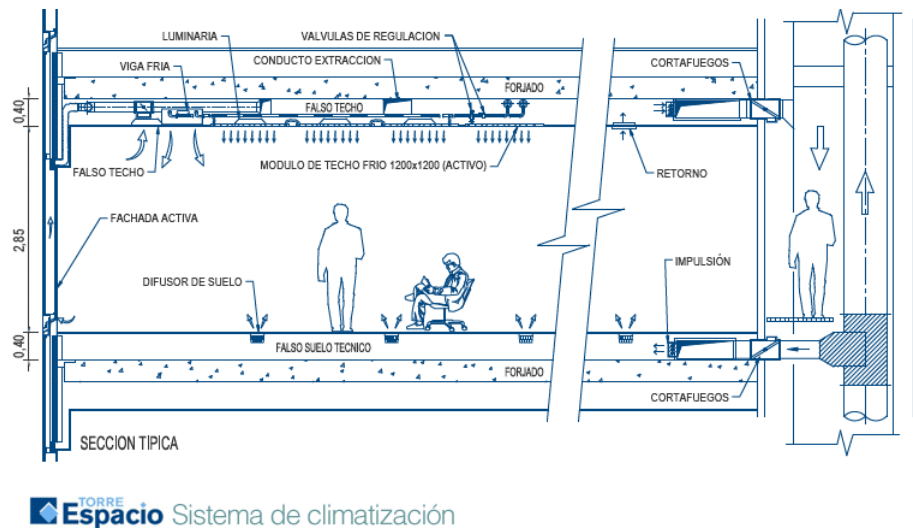 LUMINARIA
VALVULAS DE REGULACION
VIGA FRIA
CONDUCTO EXTRACCION
CORTAFUEGOS
FORJADO
0,40
FALSO TECHO
FALSO TECHO
MODULO DE TECHO FRIO 1200x1200 (ACTIVO)
RETORNO
FACHADA ACTIVA
2,85
DIFUSOR DE SUELO
IMPULSIÓN
0,40
FALSO SUELO TECNICO
FORJADO
CORTAFUEGOS
SECCION TIPICA
TORRE
Espacio Sistema de climatización